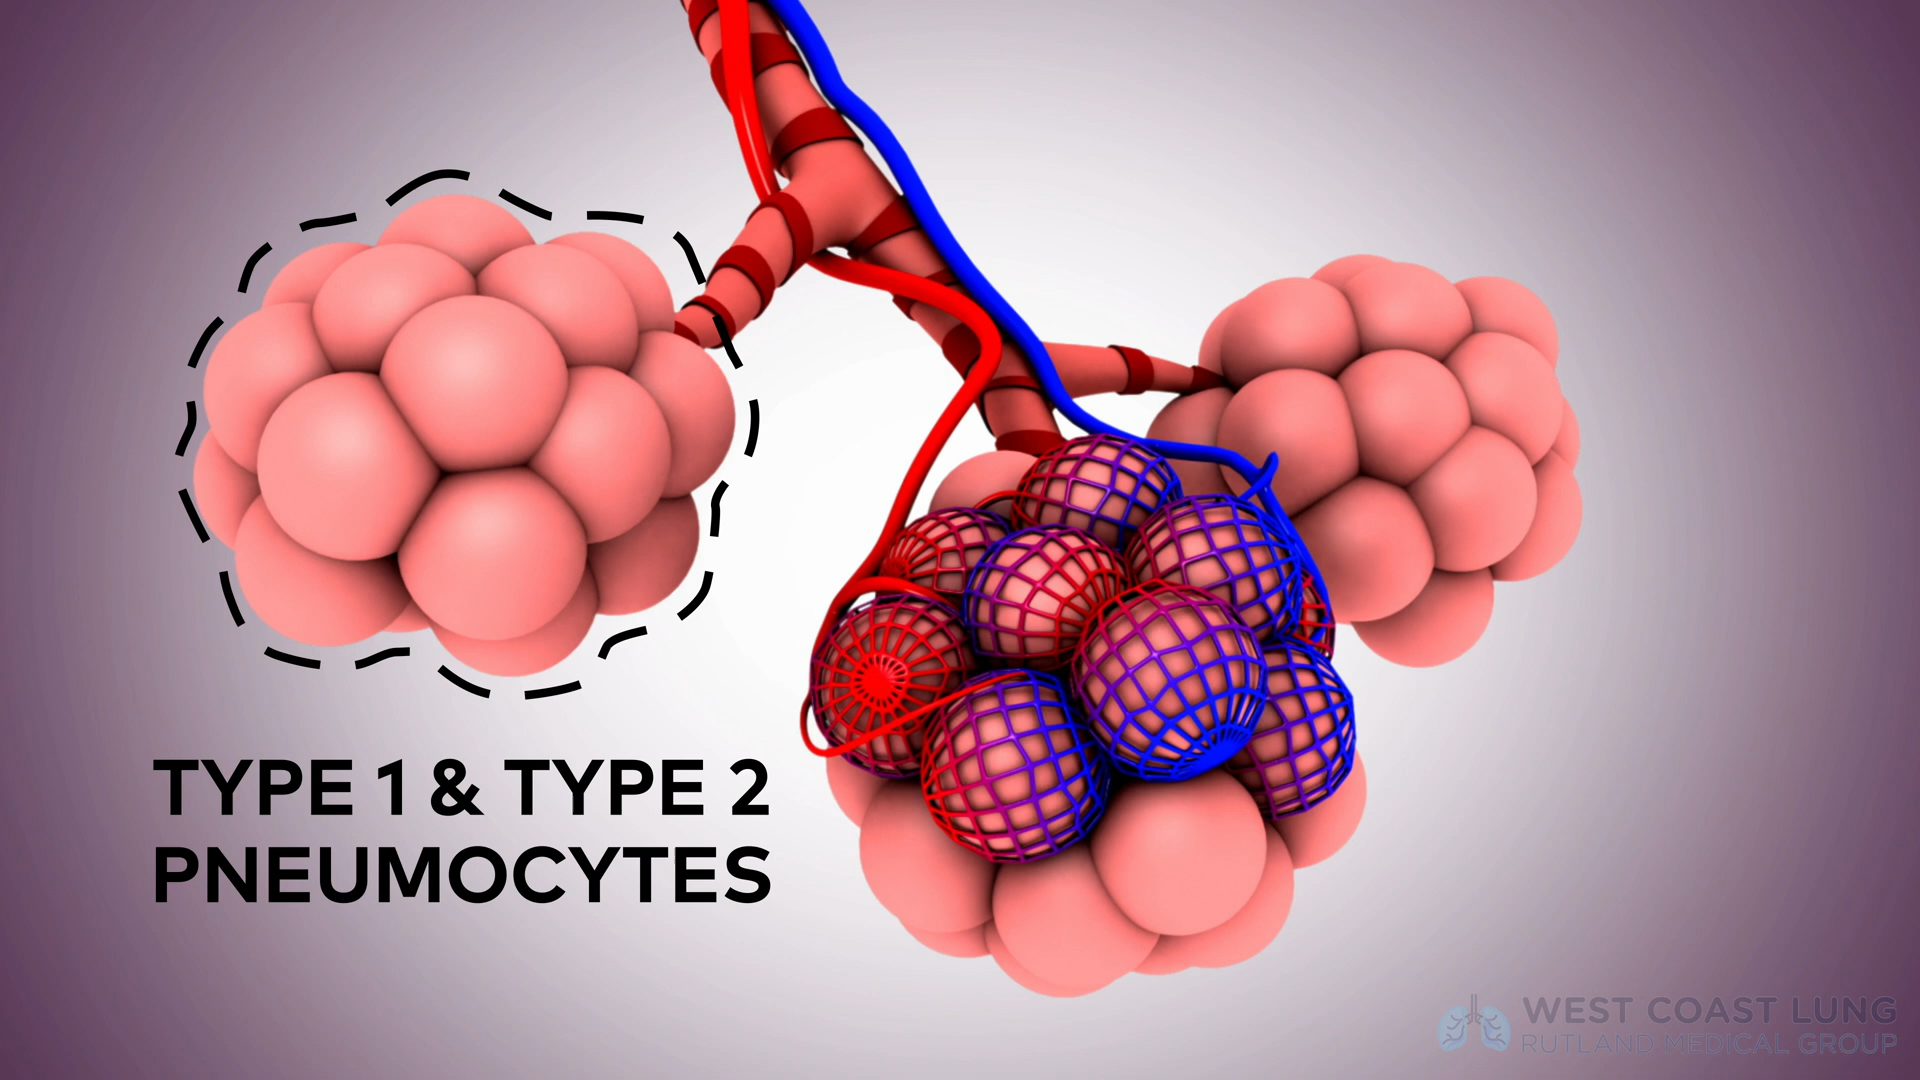 TYPE 1 & TYPE 2
PNEUMOCYTES
WEST COAST LUNG
RUTLAND MEDICAL GROUP